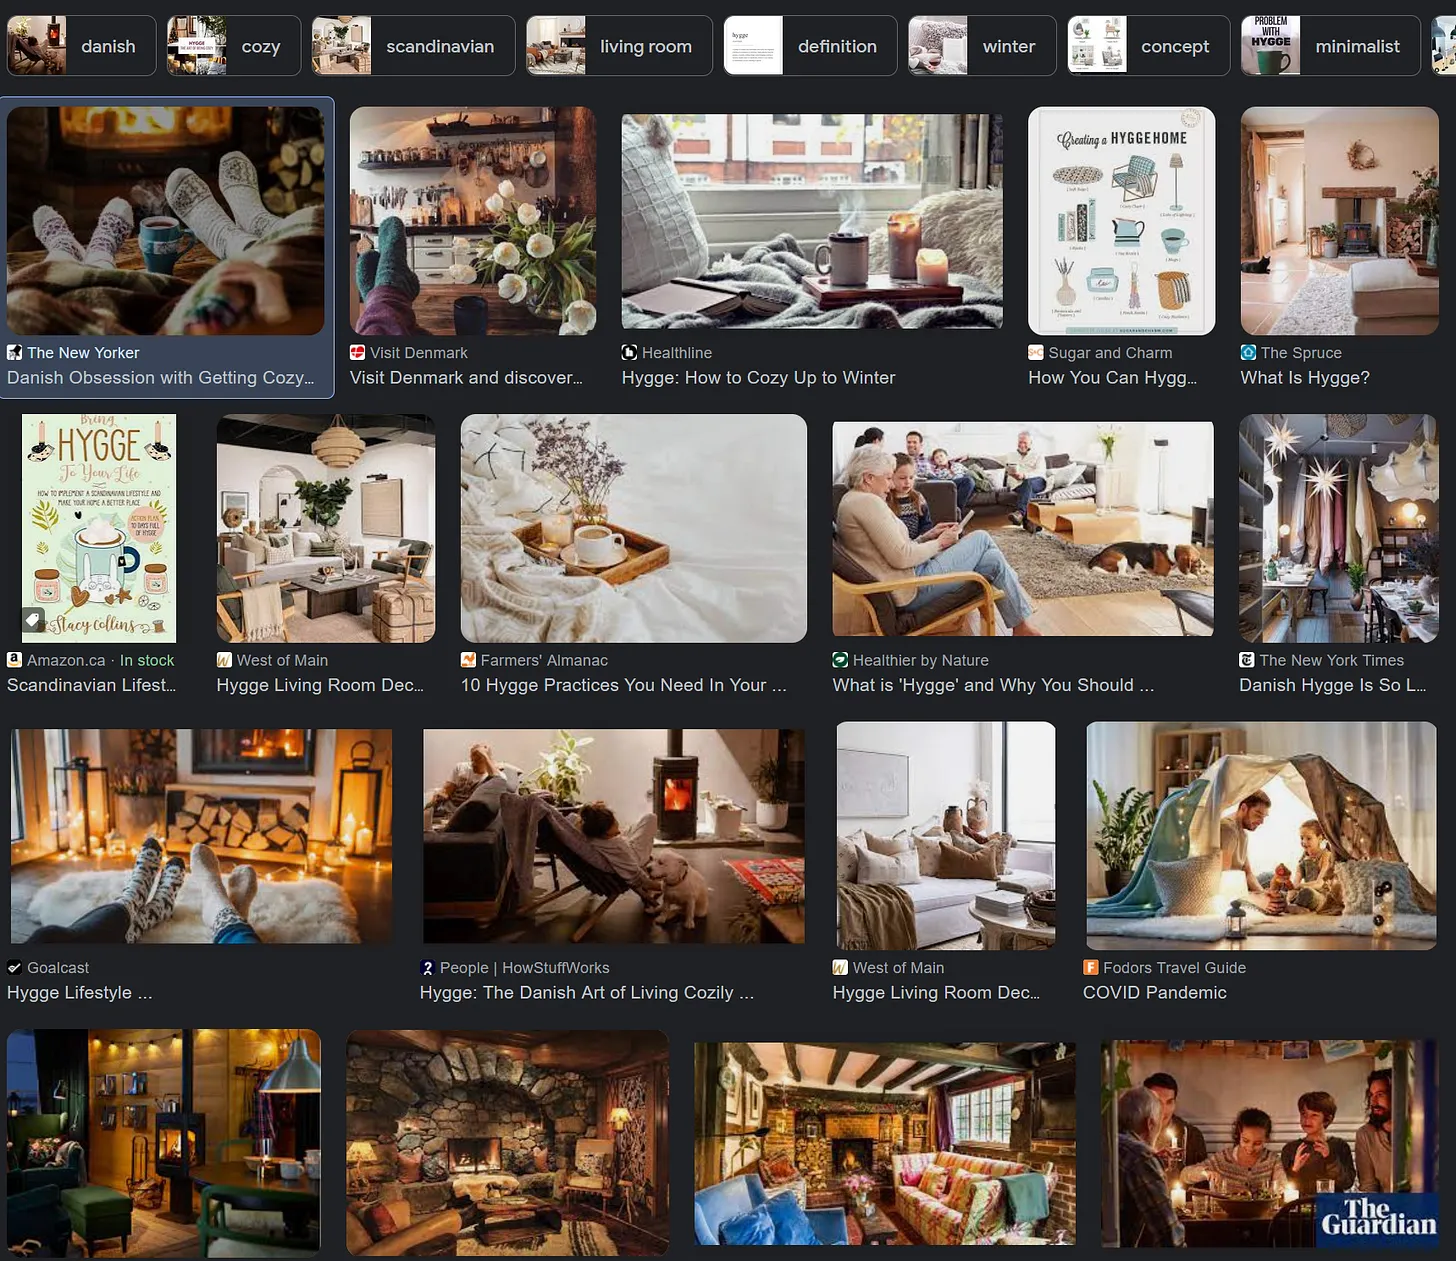 danish
cozy
scandinavian
living room
definition
winter
concept
minimalist
HYGGE
hygge
PROBLEM
WITH
HYGGE
Creating a HYGGE HOME
The New Yorker
Danish Obsession with Getting Cozy...
Visit Denmark
Visit Denmark and discover...
Healthline
Hygge: How to Cozy Up to Winter
Sugar and Charm
How You Can Hygg...
The Spruce
What Is Hygge?
Bring
HYGGE
To Your Life
HOW TO IMPLEMENT A SCANDINAVIAN LIFESTYLE AND
MAKE YOUR HOME A BETTER PLACE
ACTION PLAN
TO DAYS FULL
OF HYGGE
Stacy Collins
Amazon.ca · In stock
Scandinavian Lifest...
West of Main
Hygge Living Room Dec...
Farmers' Almanac
10 Hygge Practices You Need In Your ...
Healthier by Nature
What is 'Hygge' and Why You Should ...
The New York Times
Danish Hygge Is So L...
Goalcast
Hygge Lifestyle ...
People | HowStuffWorks
Hygge: The Danish Art of Living Cozily ...
West of Main
Hygge Living Room Dec...
Fodors Travel Guide
COVID Pandemic
The
Guardian